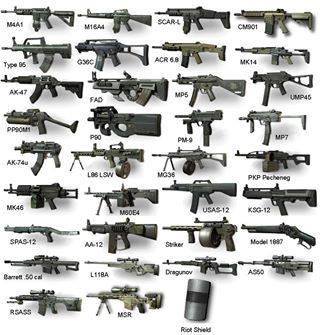 M4A1
M16A4
SCAR-L
CM901
Type 95
G36C
ACR 6.8
MK14
AK-47
FAD
MP5
UMP45
PP90M1
P90
PM-9
MP7
AK-74u
L86 LSW
MG36
PKP Pecheneg
MK46
M60E4
USAS-12
KSG-12
SPAS-12
AA-12
Striker
Model 1887
Barrett .50 cal
L118A
Dragunov
AS50
RSASS
MSR
Riot Shield